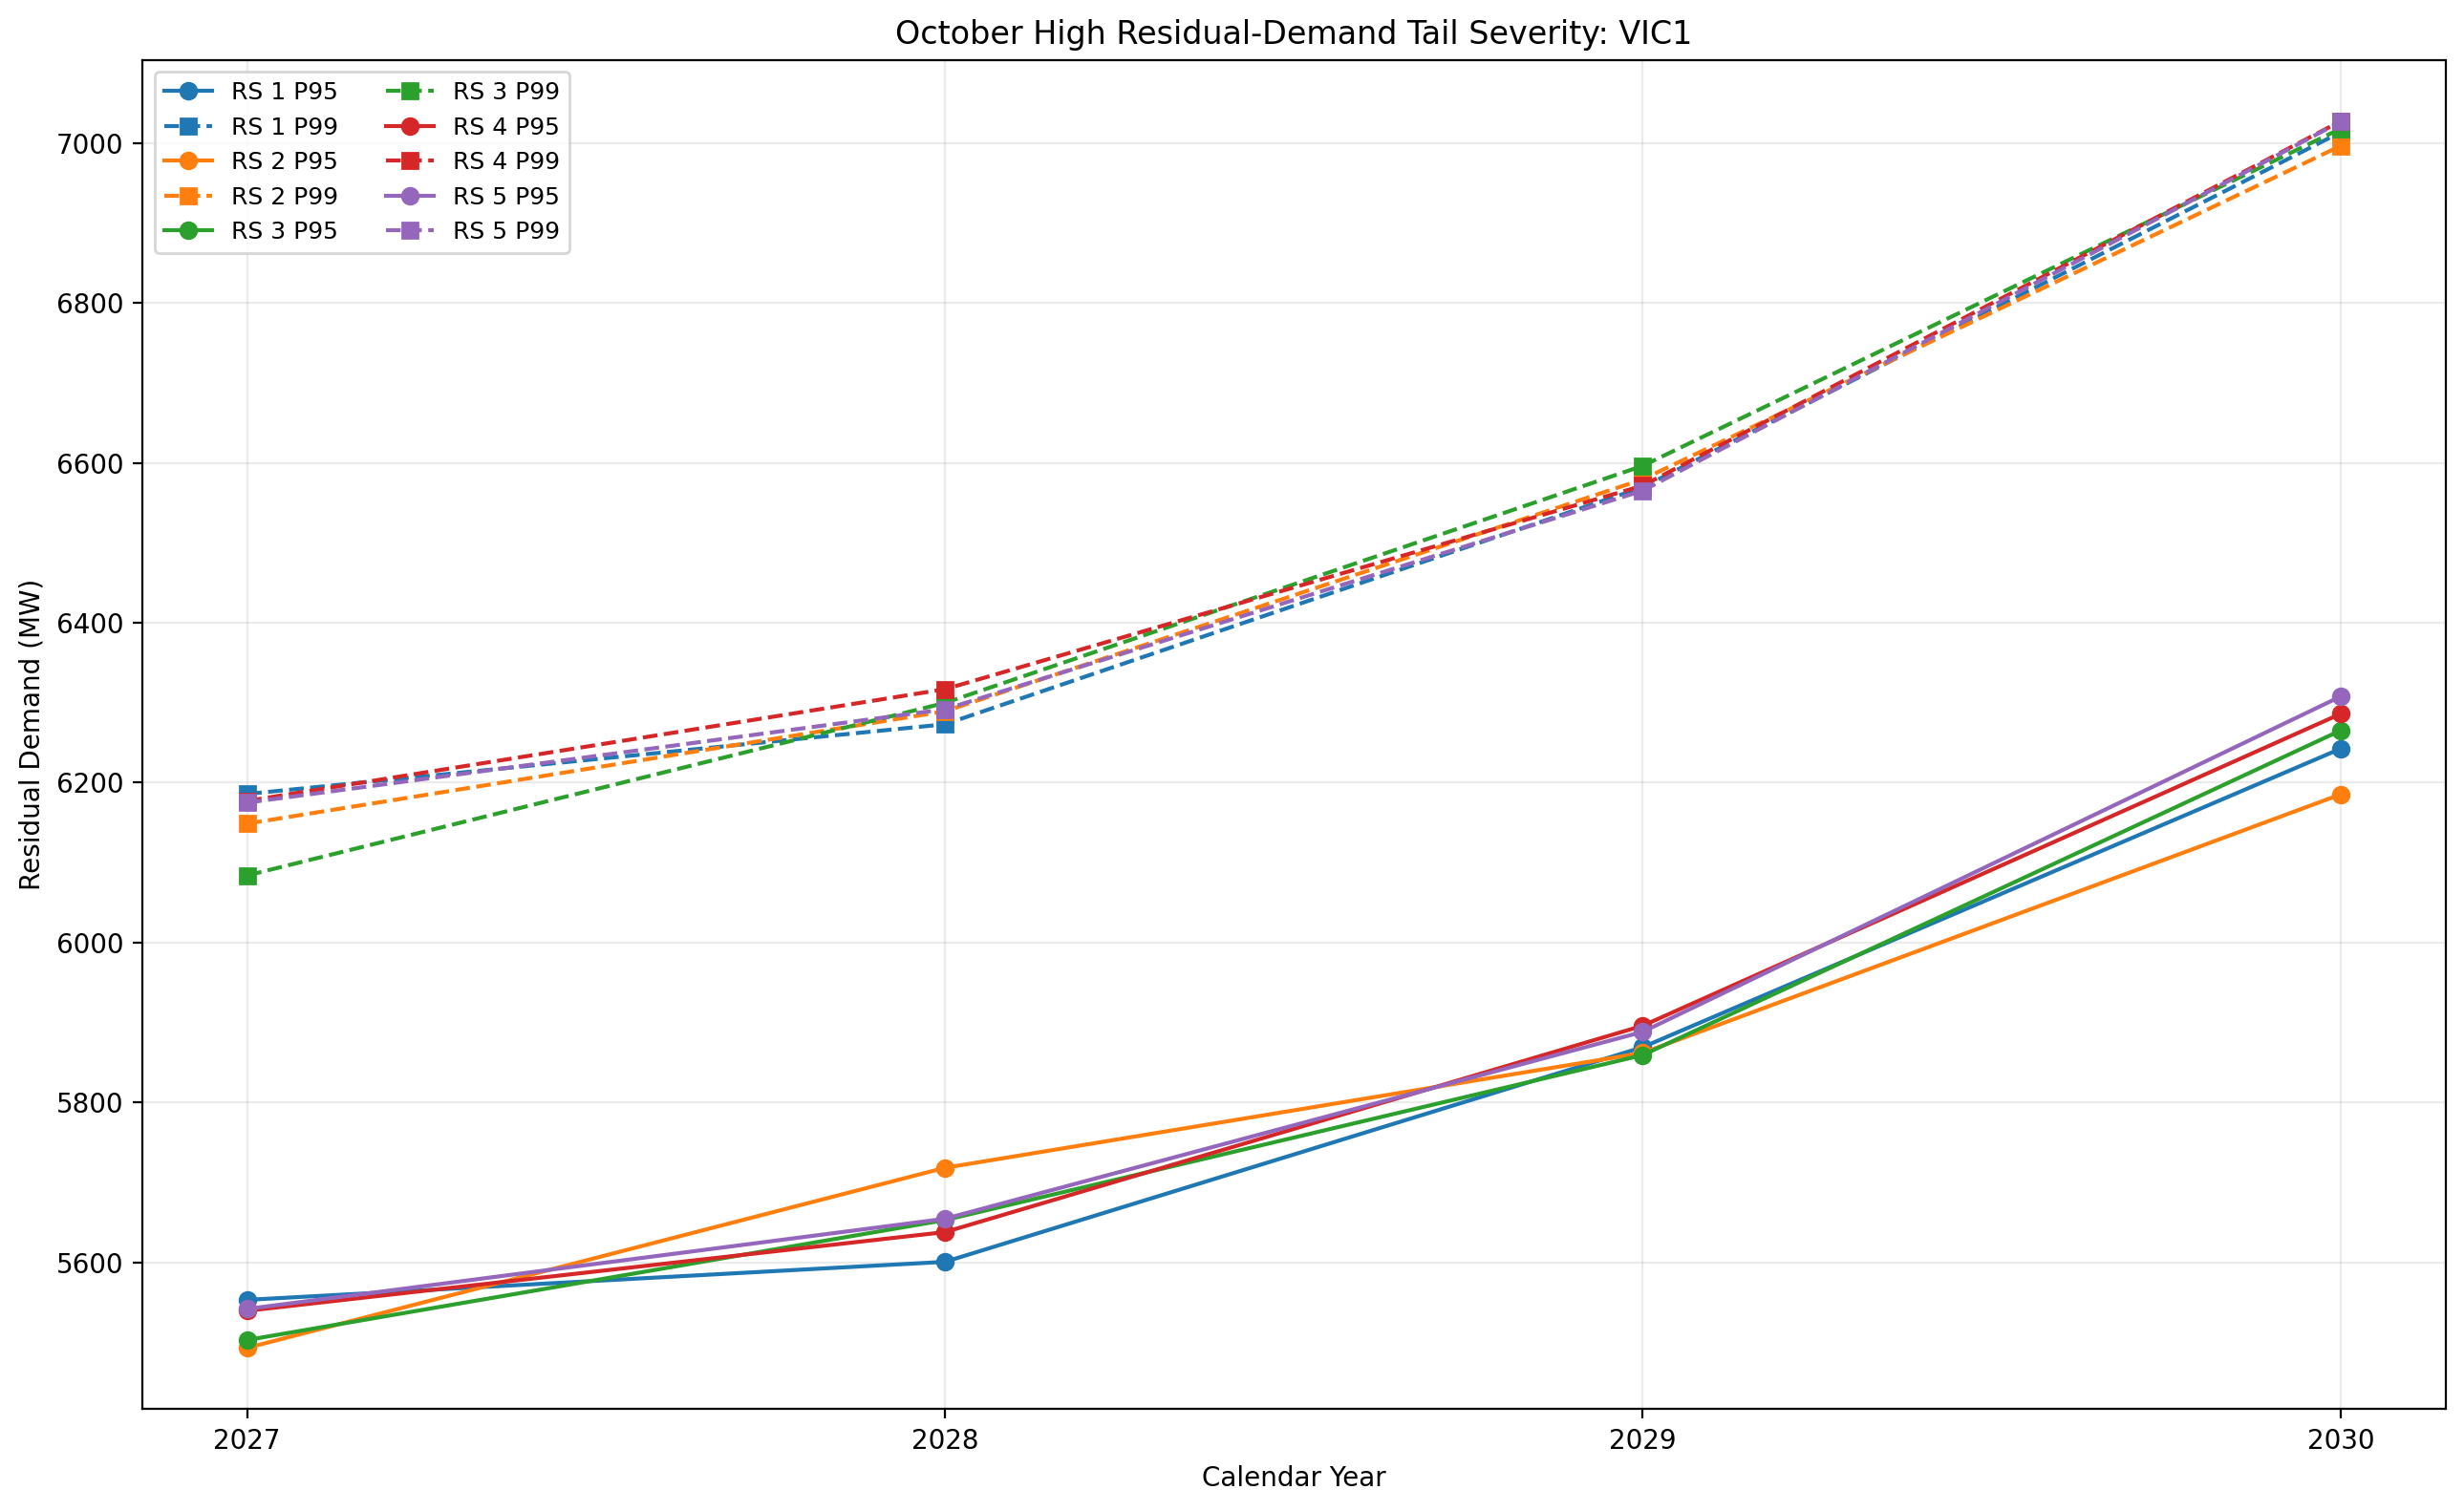 October High Residual-Demand Tail Severity: VIC1
RS 1 P95
RS 1 P99
RS 2 P95
RS 2 P99
RS 3 P95
RS 3 P99
RS 4 P95
RS 4 P99
RS 5 P95
RS 5 P99
7000
6800
6600
6400
6200
6000
5800
5600
Residual Demand (MW)
2027
2028
2029
2030
Calendar Year